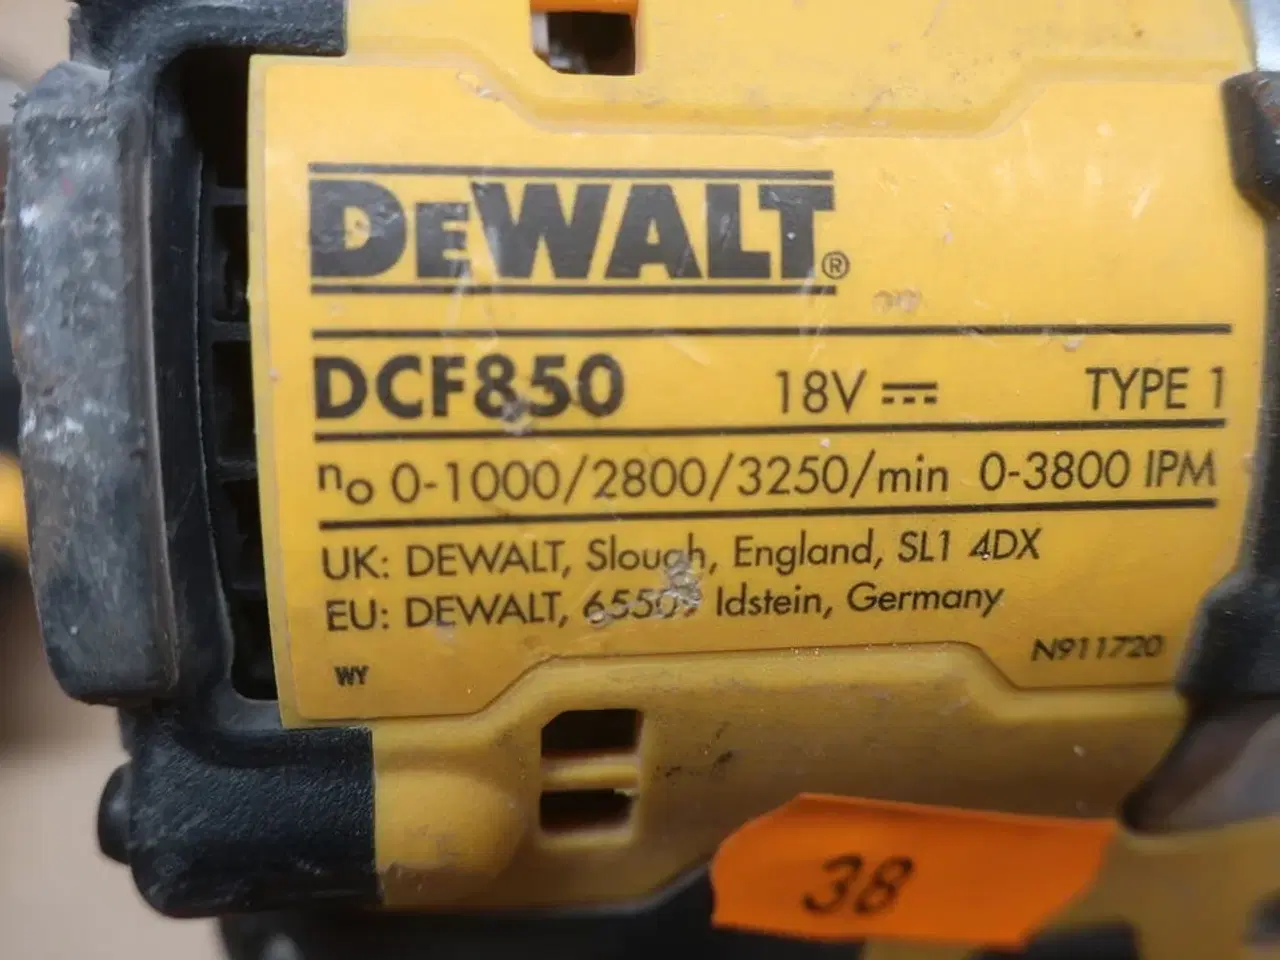 DEWALT®
DCF850 18V ⎓ TYPE 1
n₀ 0-1000/2800/3250/min 0-3800 IPM
UK: DEWALT, Slough, England, SL1 4DX
EU: DEWALT, 65509 Idstein, Germany
N911720
WY
38